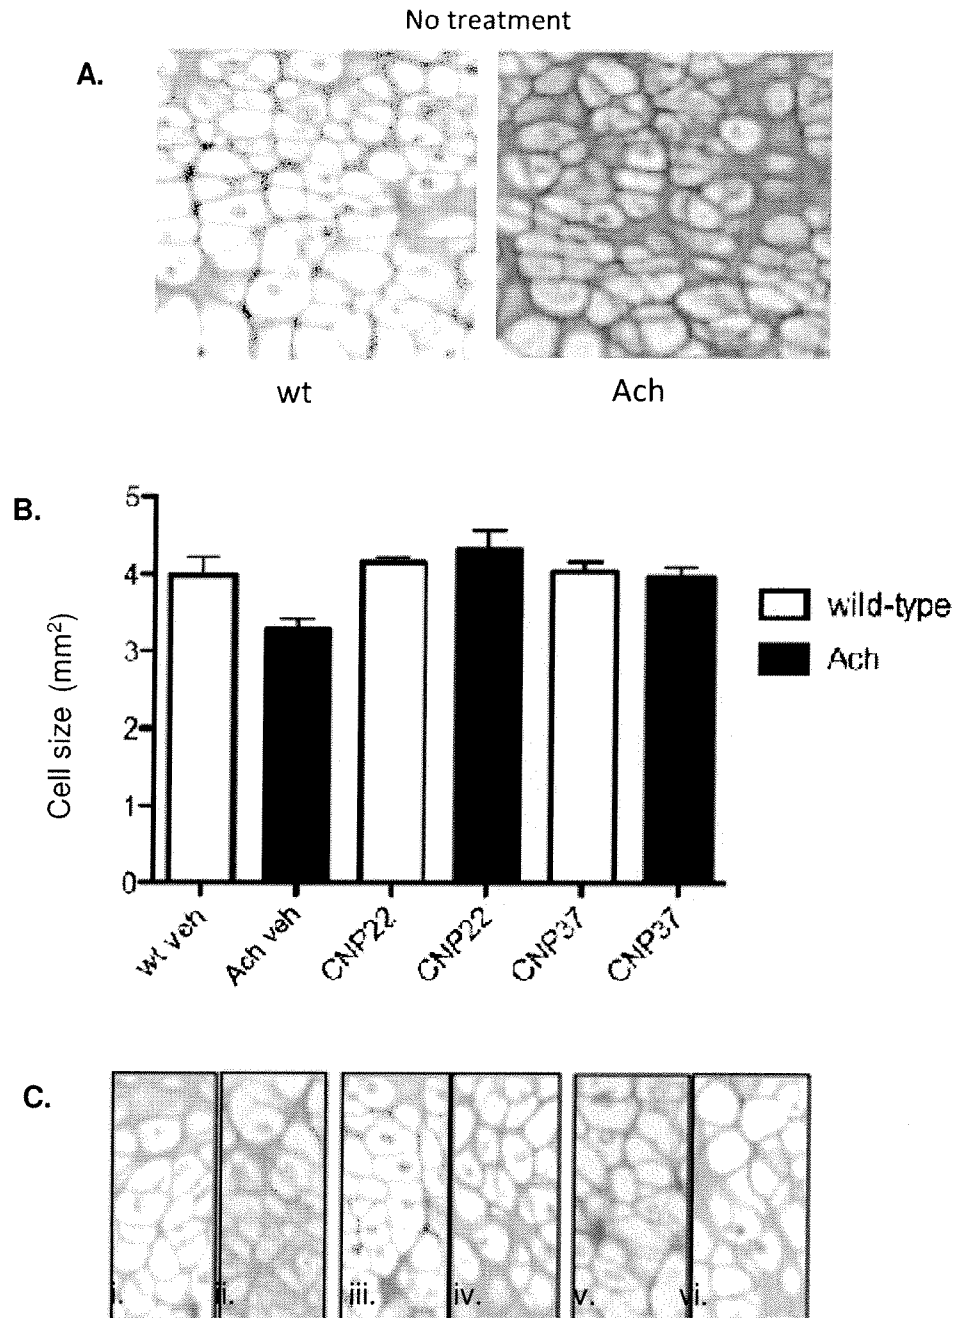 No treatment
A.
wt Ach
B.
5
4
3
2
1
0
Cell size (mm²)
wild-type
Ach
wt veh Ach veh CNP22 CNP22 CNP37 CNP37
C.
i. ii. iii. iv. v. vi.